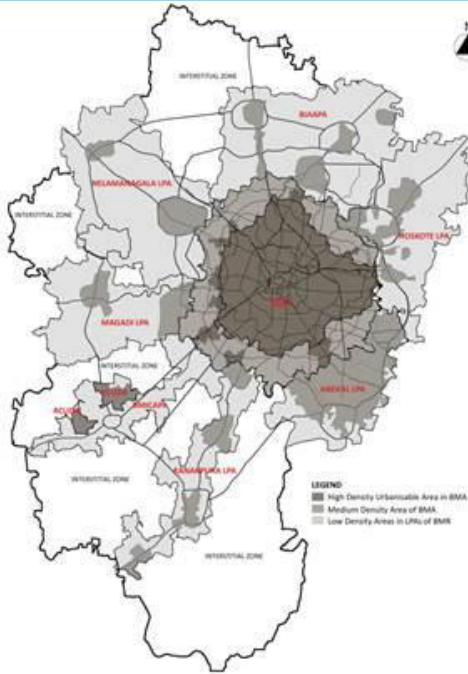 N
INTERSTITIAL ZONE
BIAAPA
NELAMANAGALA LPA
INTERSTITIAL ZONE
HOSKOTE LPA
MAGADI LPA
INTERSTITIAL ZONE
ANEKAL LPA
BMICAPA
INTERSTITIAL ZONE
KANAKPURA LPA
INTERSTITIAL ZONE
LEGEND
High Density Urbanisable Area in BMA
Medium Density Area of BMA
Low Density Areas in LPAs of BMR